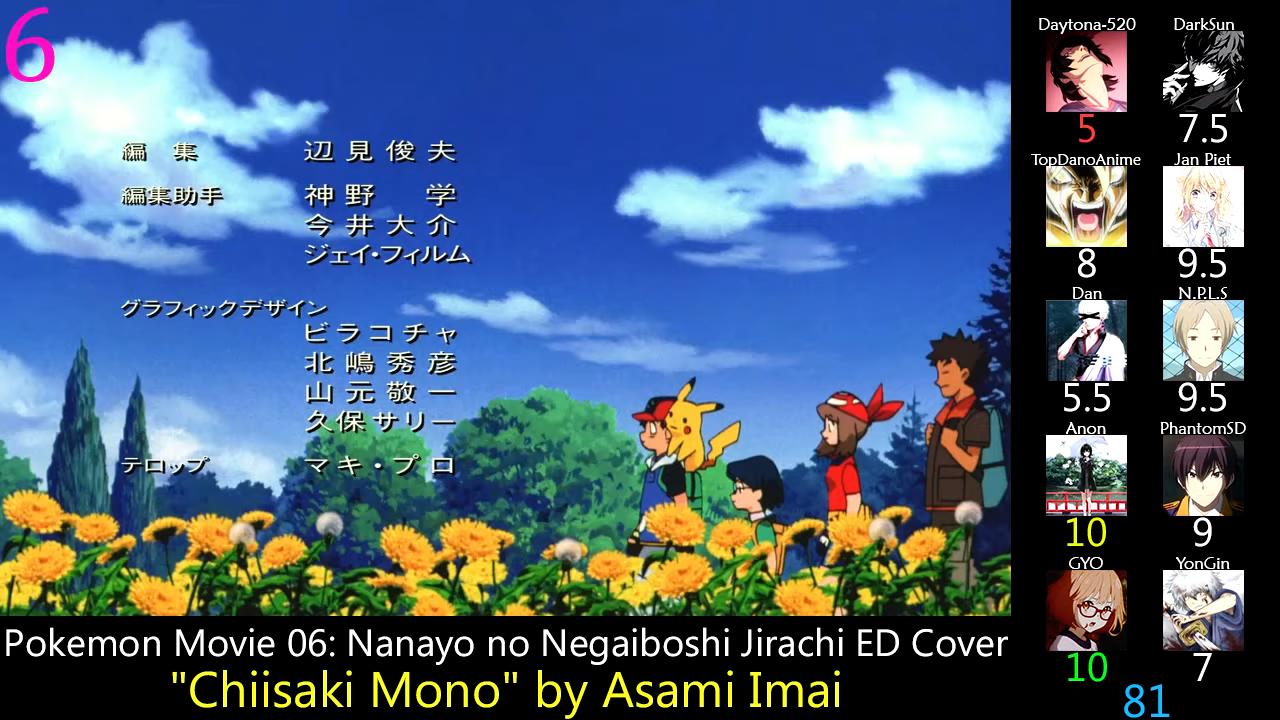 6
編 集 辺見俊夫
編集助手 神野 学
今井大介
ジェイ・フィルム
グラフィックデザイン
ビラコチャ
北嶋秀彦
山元敬一
久保サリー
テロップ マキ・プロ
Pokemon Movie 06: Nanayo no Negaiboshi Jirachi ED Cover
"Chiisaki Mono" by Asami Imai
Daytona-520 DarkSun
5 7.5
TopDanoAnime Jan Piet
8 9.5
Dan N.P.L.S
5.5 9.5
Anon PhantomSD
10 9
GYO YonGin
10 7
81